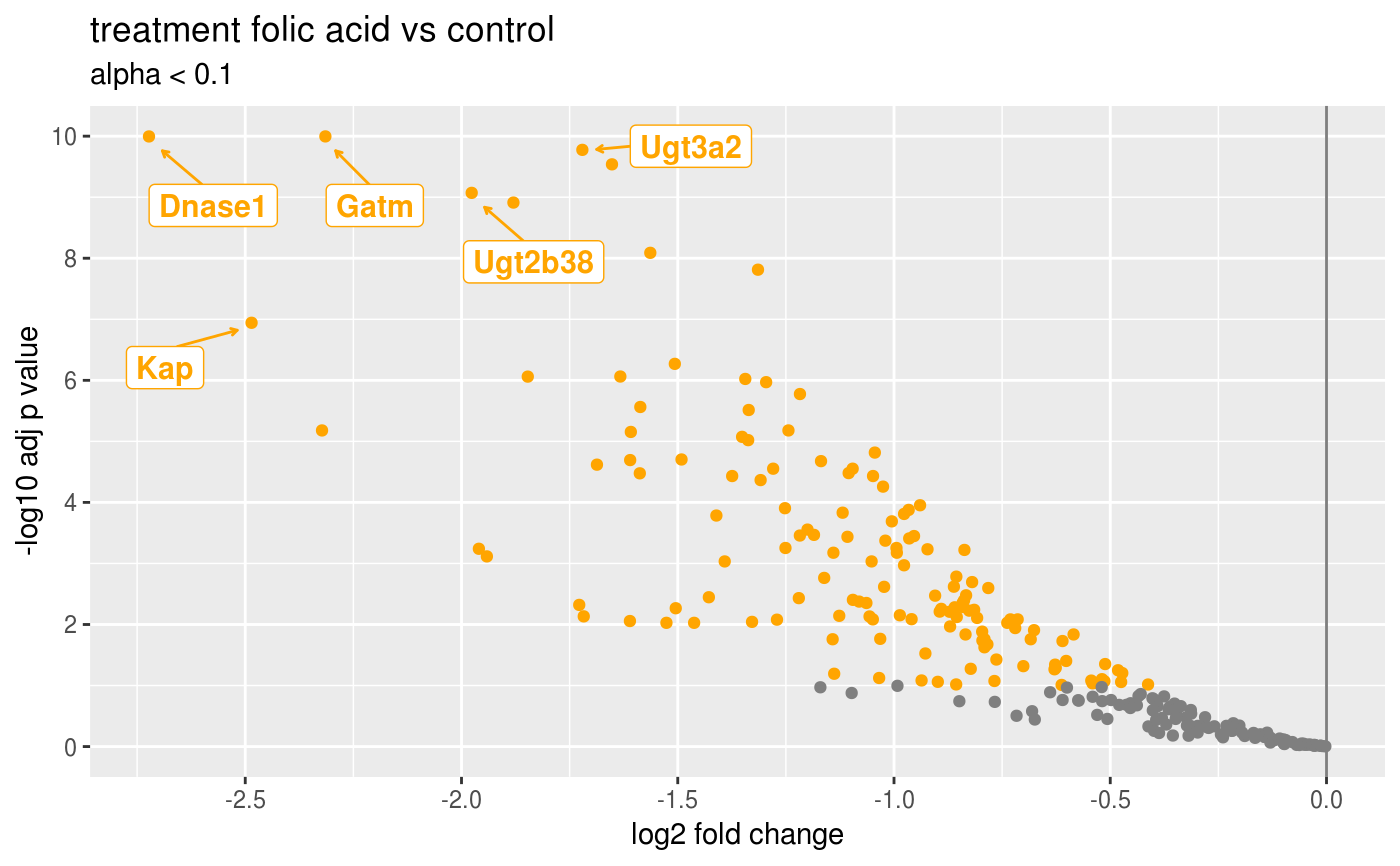 treatment folic acid vs control
alpha < 0.1
10
Ugt3a2
Dnase1
Gatm
8
Ugt2b38
Kap
6
4
2
0
-log10 adj p value
-2.5
-2.0
-1.5
-1.0
-0.5
0.0
log2 fold change